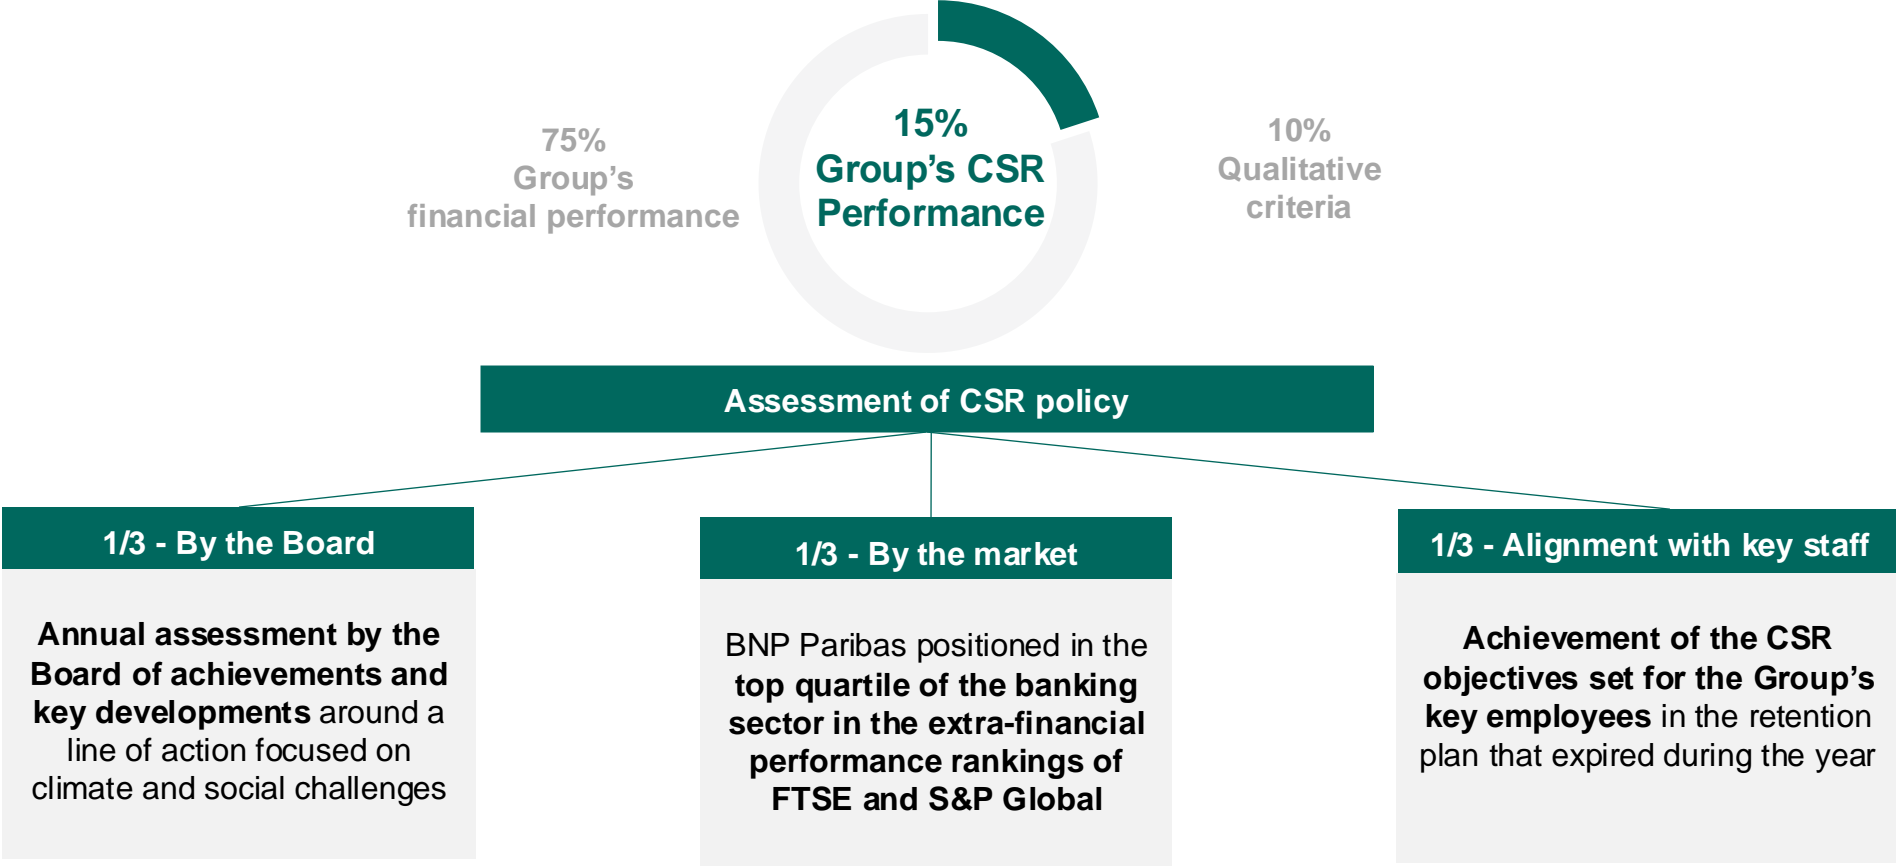 75%
Group's
financial performance
15%
Group's CSR
Performance
10%
Qualitative
criteria
Assessment of CSR policy
1/3 - By the Board
Annual assessment by the
Board of achievements and
key developments around a
line of action focused on
climate and social challenges
1/3 - By the market
BNP Paribas positioned in the
top quartile of the banking
sector in the extra-financial
performance rankings of
FTSE and S&P Global
1/3 - Alignment with key staff
Achievement of the CSR
objectives set for the Group's
key employees in the retention
plan that expired during the year